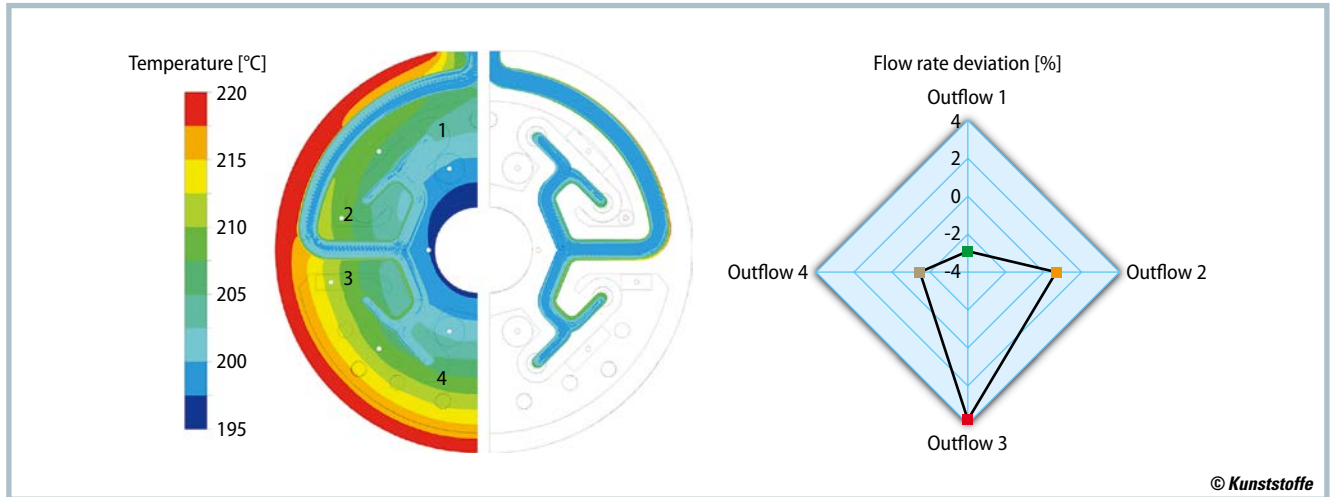 Temperature [°C]
220
215
210
205
200
195
1
2
3
4
Flow rate deviation [%]
Outflow 1
4
2
0
-2
-4
Outflow 4
Outflow 2
Outflow 3
© Kunststoffe